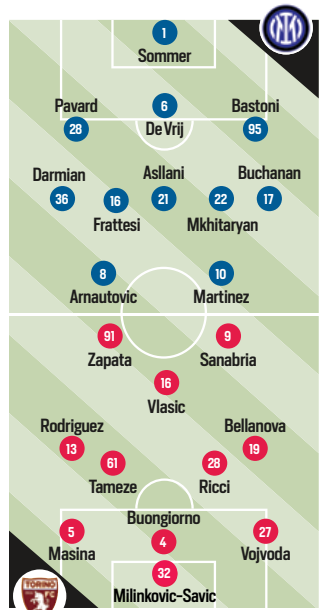 1
Sommer
Pavard
6
Bastoni
28
De Vrij
95
Darmian
Asllani
Buchanan
36
16
21
22
17
Frattesi
Mkhitaryan
8
10
Arnautovic
Martinez
91
9
Zapata
Sanabria
16
Vlasic
Rodriguez
Bellanova
13
19
61
28
Tameze
Ricci
Buongiorno
5
4
27
Masina
Vojvoda
32
Milinkovic-Savic
TORINO
FC